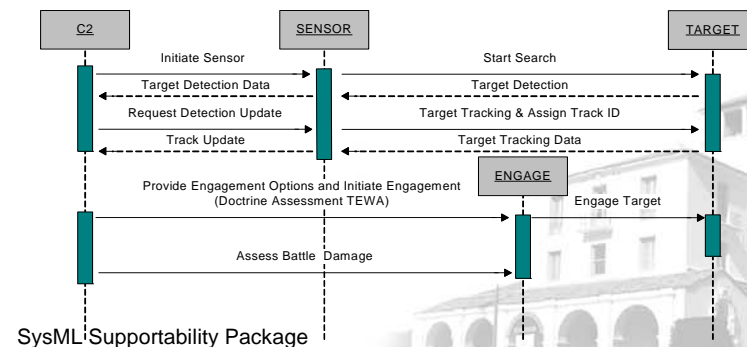 C2
SENSOR
TARGET
Initiate Sensor
Start Search
Target Detection Data
Target Detection
Request Detection Update
Target Tracking & Assign Track ID
Track Update
Target Tracking Data
ENGAGE
Provide Engagement Options and Initiate Engagement
(Doctrine Assessment TEWA)
Engage Target
Assess Battle Damage
SysML Supportability Package